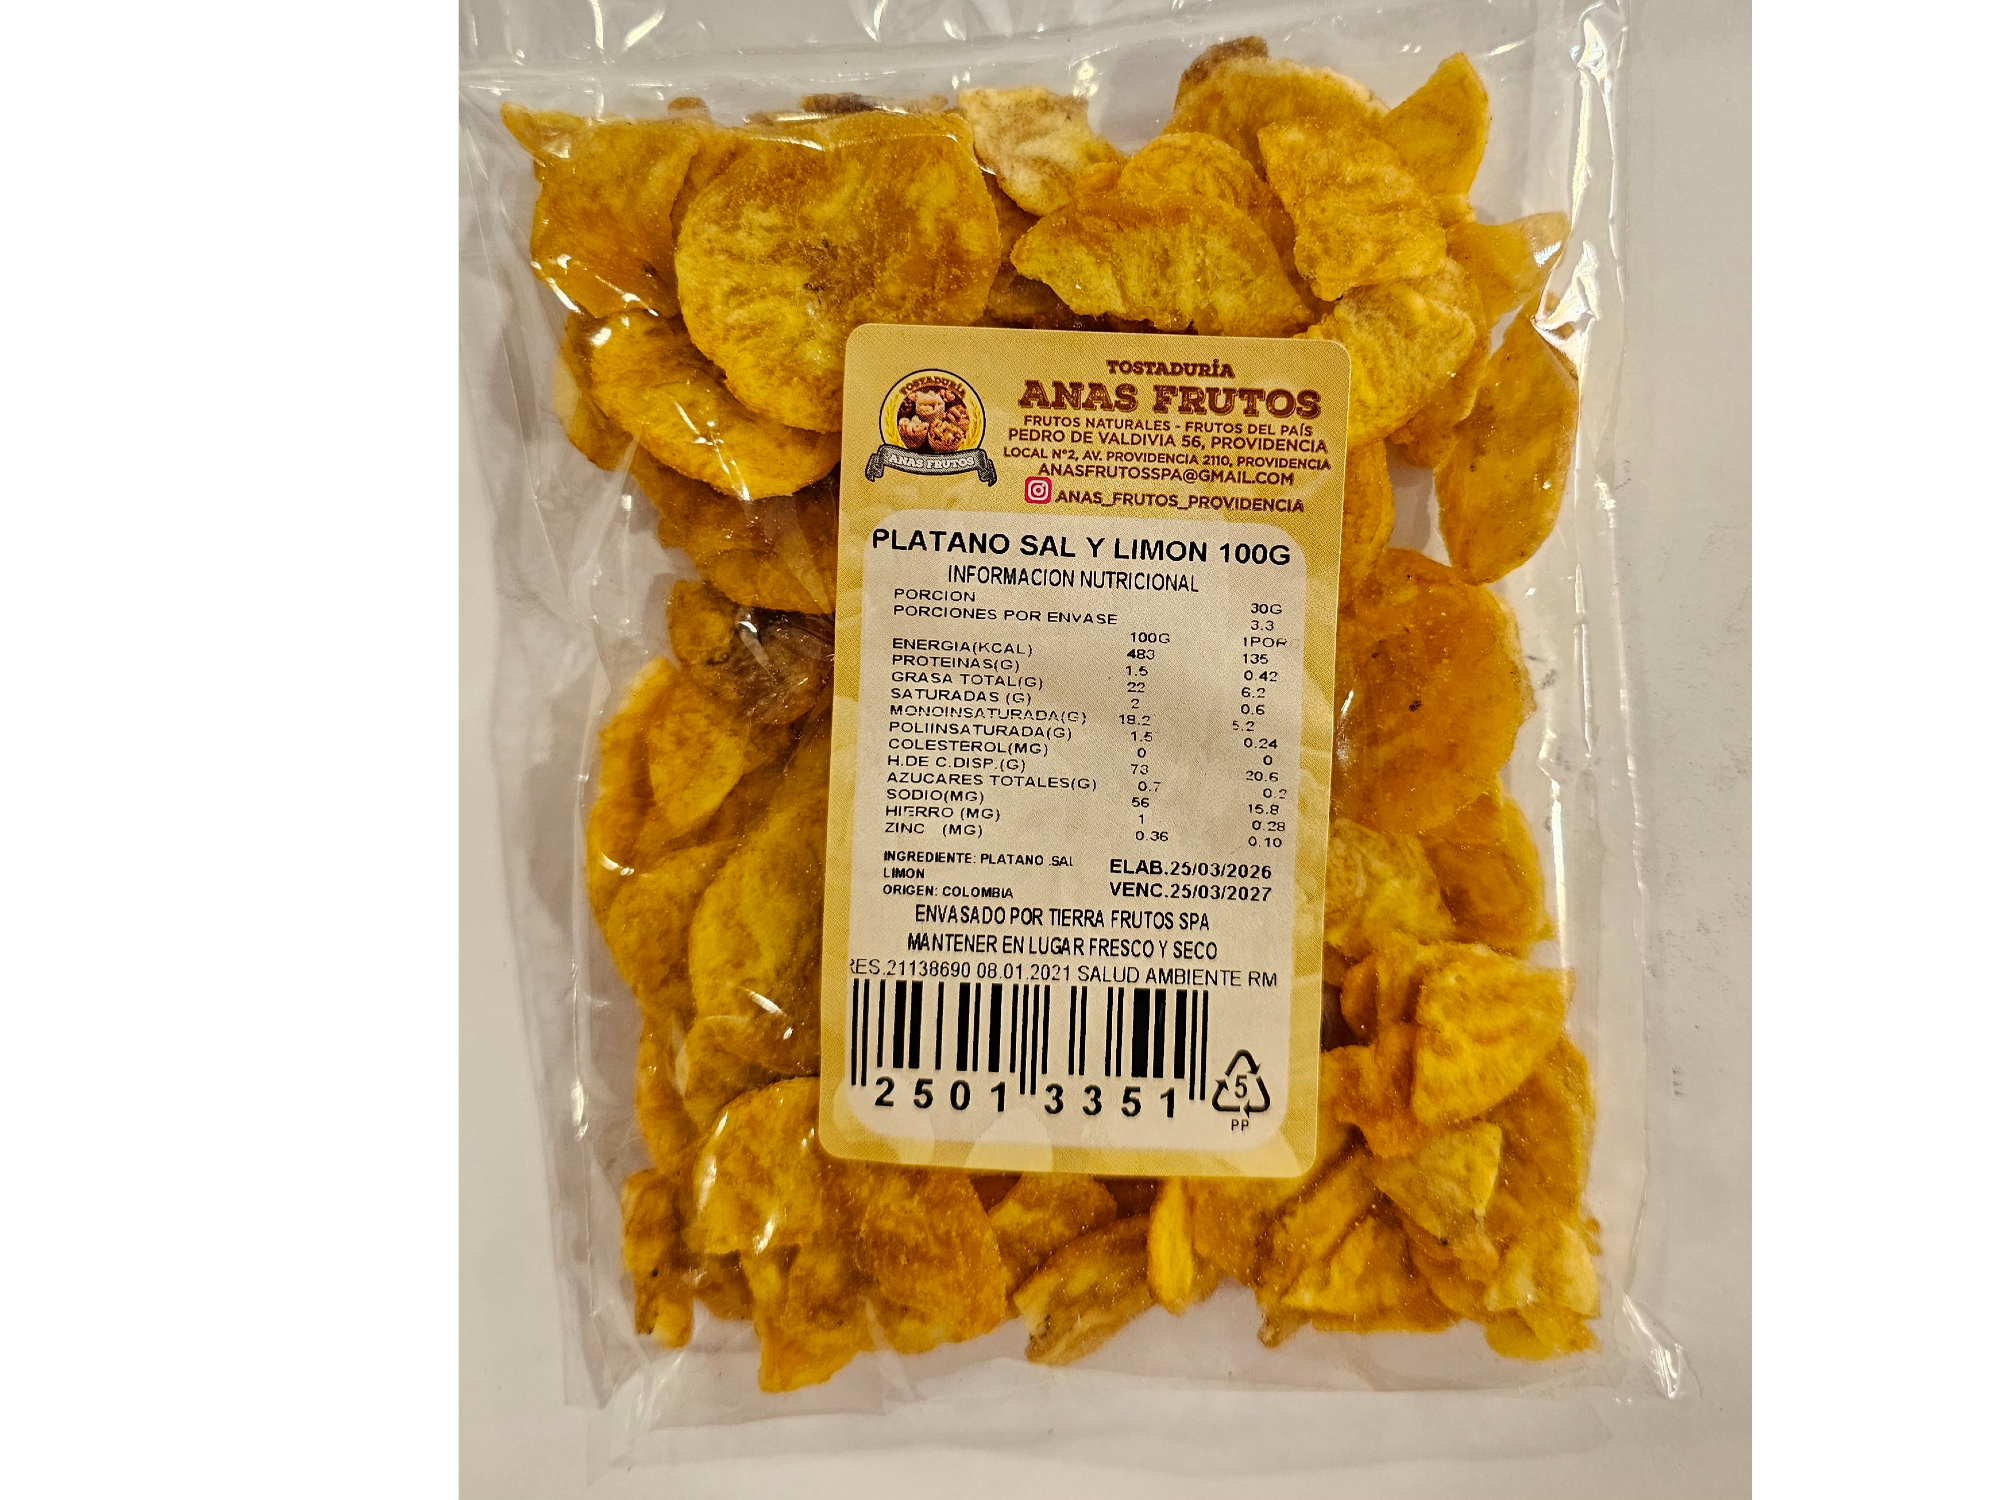 TOSTADURÍA
ANAS FRUTOS
TOSTADURÍA
ANAS FRUTOS
FRUTOS NATURALES - FRUTOS DEL PAÍS
PEDRO DE VALDIVIA 56, PROVIDENCIA
LOCAL N°2, AV. PROVIDENCIA 2110, PROVIDENCIA
ANASFRUTOSSPA@GMAIL.COM
ANAS_FRUTOS_PROVIDENCIA
PLATANO SAL Y LIMON 100G
INFORMACION NUTRICIONAL
PORCION 30G
PORCIONES POR ENVASE 3.3
100G 1PORC
ENERGIA(KCAL) 483 135
PROTEINAS(G) 1.5 0.42
GRASA TOTAL(G) 22 6.2
SATURADAS (G) 2 0.6
MONOINSATURADA(G) 18.2 5.2
POLIINSATURADA(G) 1.5 0.24
COLESTEROL(MG) 0 0
H.DE C.DISP.(G) 73 20.6
AZUCARES TOTALES(G) 0.7 0.2
SODIO(MG) 56 15.8
HIERRO (MG) 1 0.28
ZINC (MG) 0.36 0.10
INGREDIENTE: PLATANO .SAL
LIMON
ORIGEN: COLOMBIA
ELAB.25/03/2026
VENC.25/03/2027
ENVASADO POR TIERRA FRUTOS SPA
MANTENER EN LUGAR FRESCO Y SECO
RES.21138690 08.01.2021 SALUD AMBIENTE RM
2501 3351
5
PP